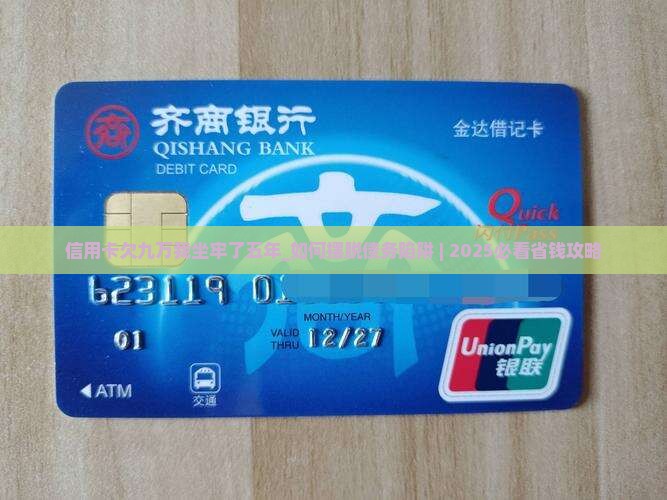 商
齐商银行
QISHANG BANK
DEBIT CARD
金达借记卡
Quick
信用卡欠九万就坐牢了五年_如何摆脱债务陷阱 | 2025必看省钱攻略
623119 01
MONTH/YEAR
VALID THRU 12/27
01
ATM
交通
UnionPay
银联